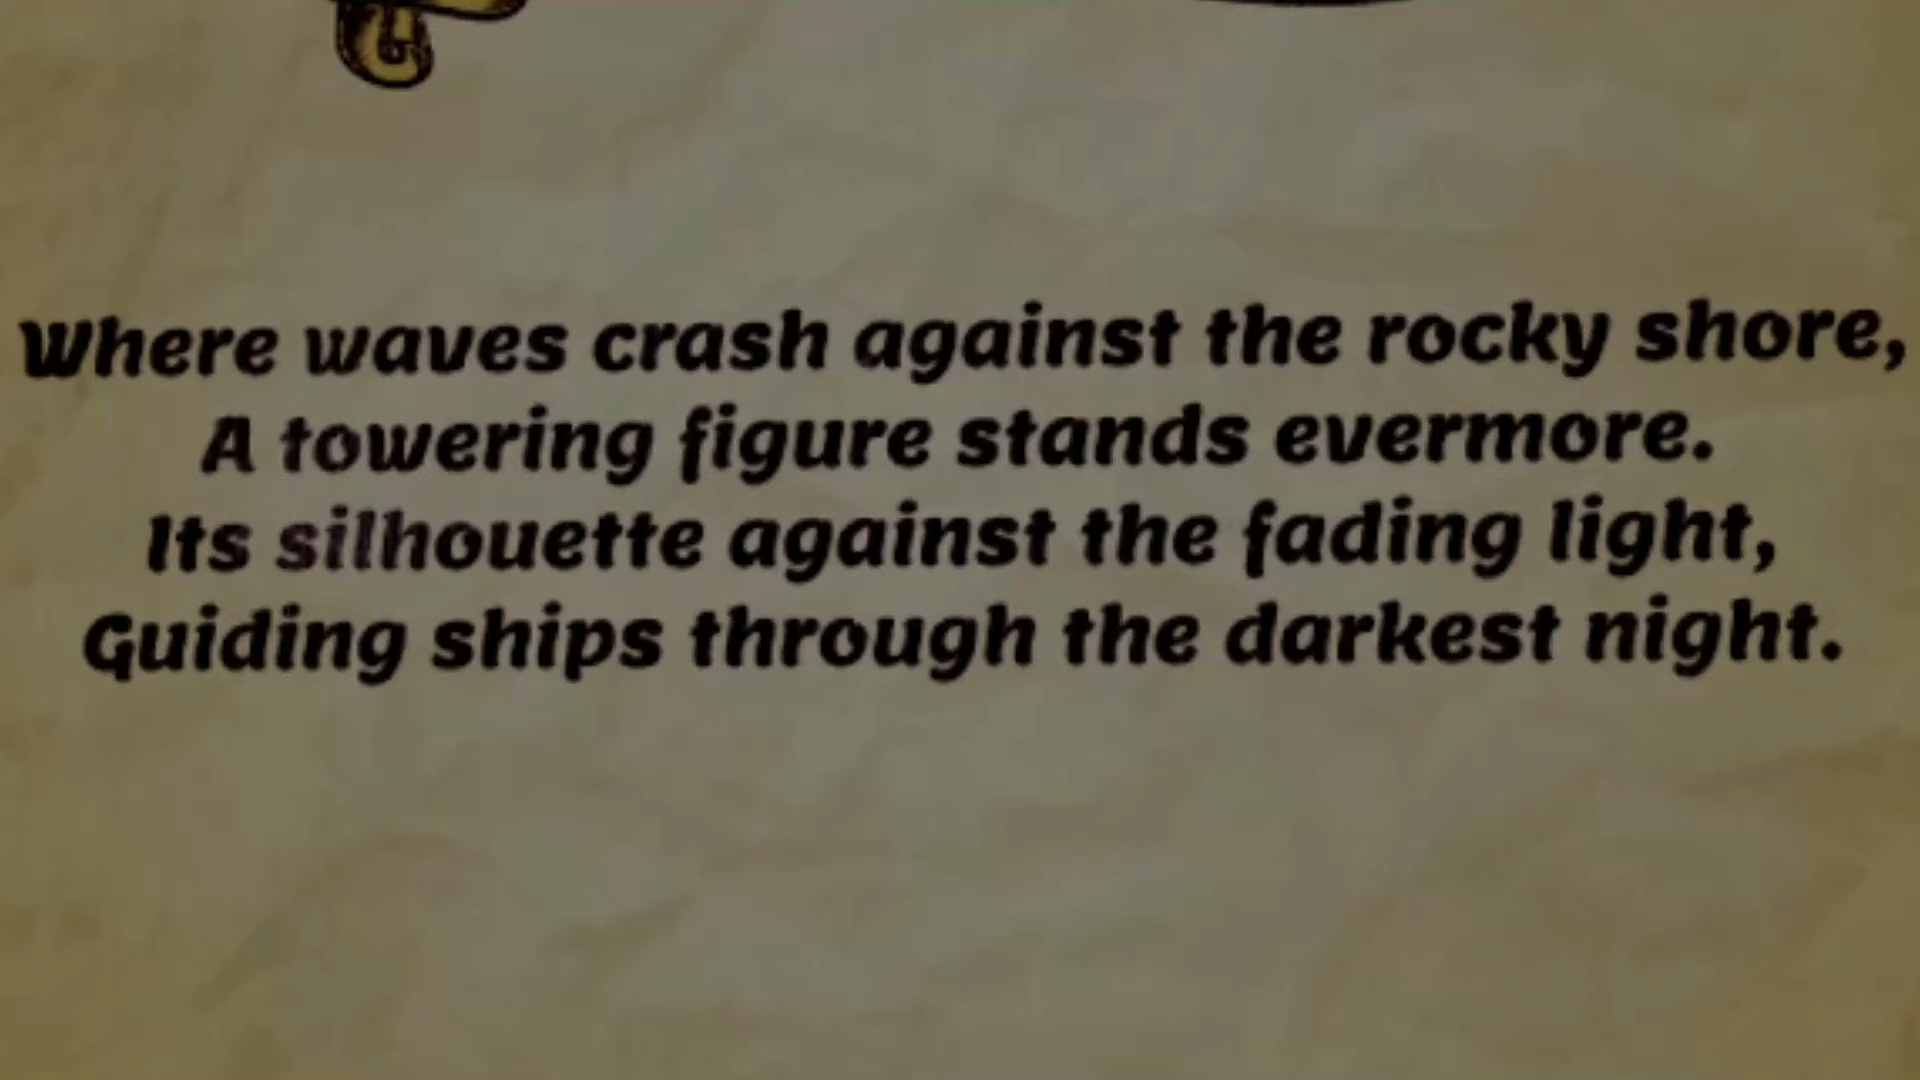 Where waves crash against the rocky shore,
A towering figure stands evermore.
Its silhouette against the fading light,
Guiding ships through the darkest night.